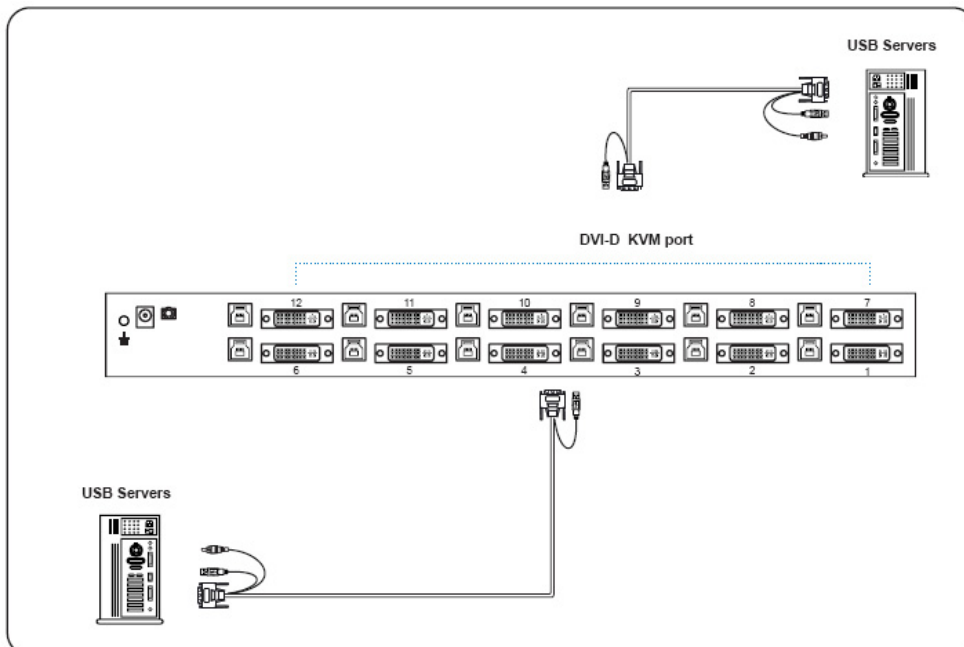 USB Servers
DVI-D KVM port
12 11 10 9 8 7
6 5 4 3 2 1
USB Servers